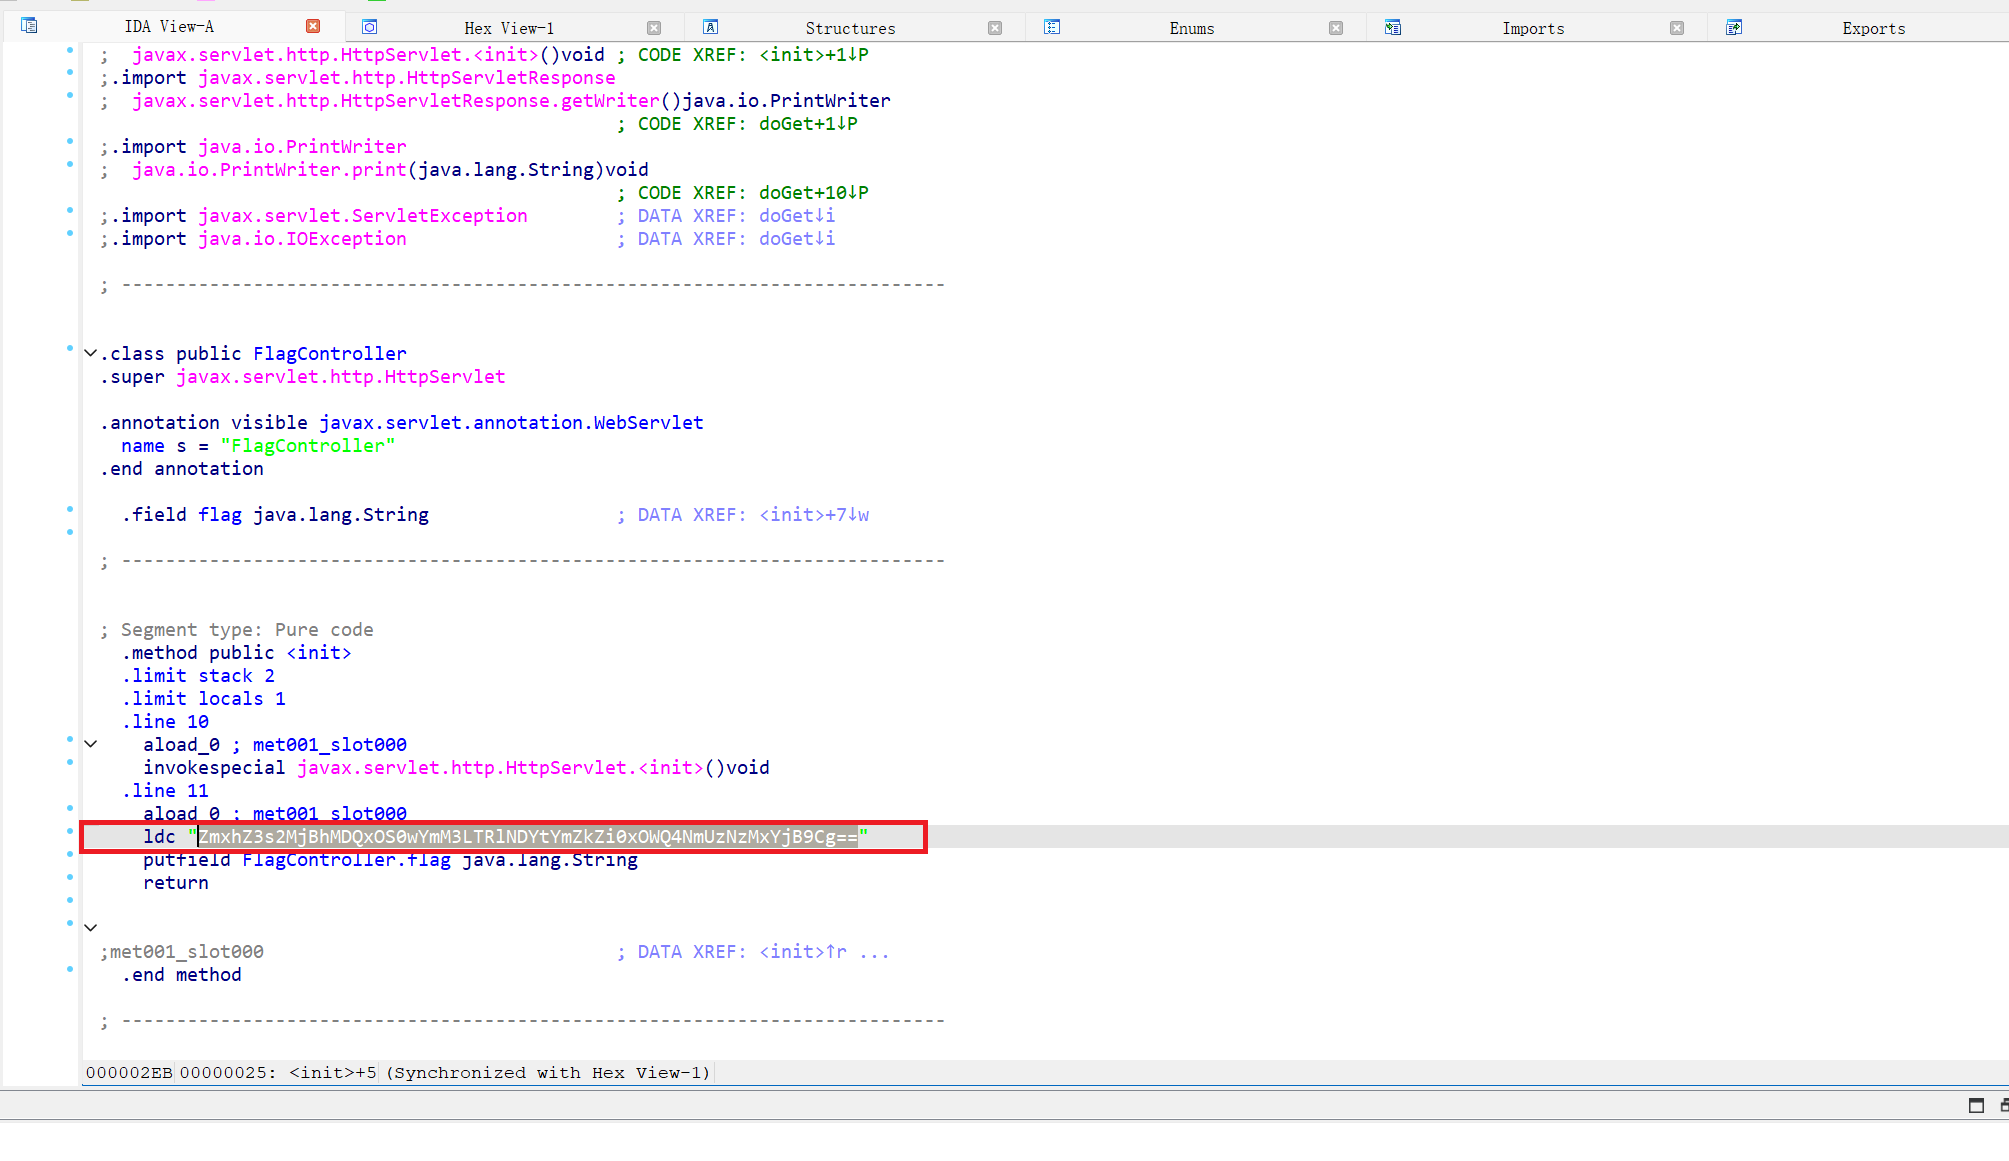 IDA View-A Hex View-1 Structures Enums Imports Exports
;  javax.servlet.http.HttpServlet.<init>()void ; CODE XREF: <init>+1↓P
;.import javax.servlet.http.HttpServletResponse
;  javax.servlet.http.HttpServletResponse.getWriter()java.io.PrintWriter
; CODE XREF: doGet+1↓P
;.import java.io.PrintWriter
;  java.io.PrintWriter.print(java.lang.String)void
; CODE XREF: doGet+10↓P
;.import javax.servlet.ServletException ; DATA XREF: doGet↓i
;.import java.io.IOException ; DATA XREF: doGet↓i
; ---------------------------------------------------------------------------
.class public FlagController
.super javax.servlet.http.HttpServlet
.annotation visible javax.servlet.annotation.WebServlet
name s = "FlagController"
.end annotation
.field flag java.lang.String ; DATA XREF: <init>+7↓w
; ---------------------------------------------------------------------------
; Segment type: Pure code
.method public <init>
.limit stack 2
.limit locals 1
.line 10
aload_0 ; met001_slot000
invokespecial javax.servlet.http.HttpServlet.<init>()void
.line 11
aload_0 ; met001_slot000
ldc "ZmxhZ3s2MjBhMDQxOS0wYmM3LTRlNDYtYmZkZi0xOWQ4NmUzNzMxYjB9Cg=="
putfield FlagController.flag java.lang.String
return
;met001_slot000 ; DATA XREF: <init>↑r ...
.end method
; ---------------------------------------------------------------------------
000002EB 00000025: <init>+5 (Synchronized with Hex View-1)